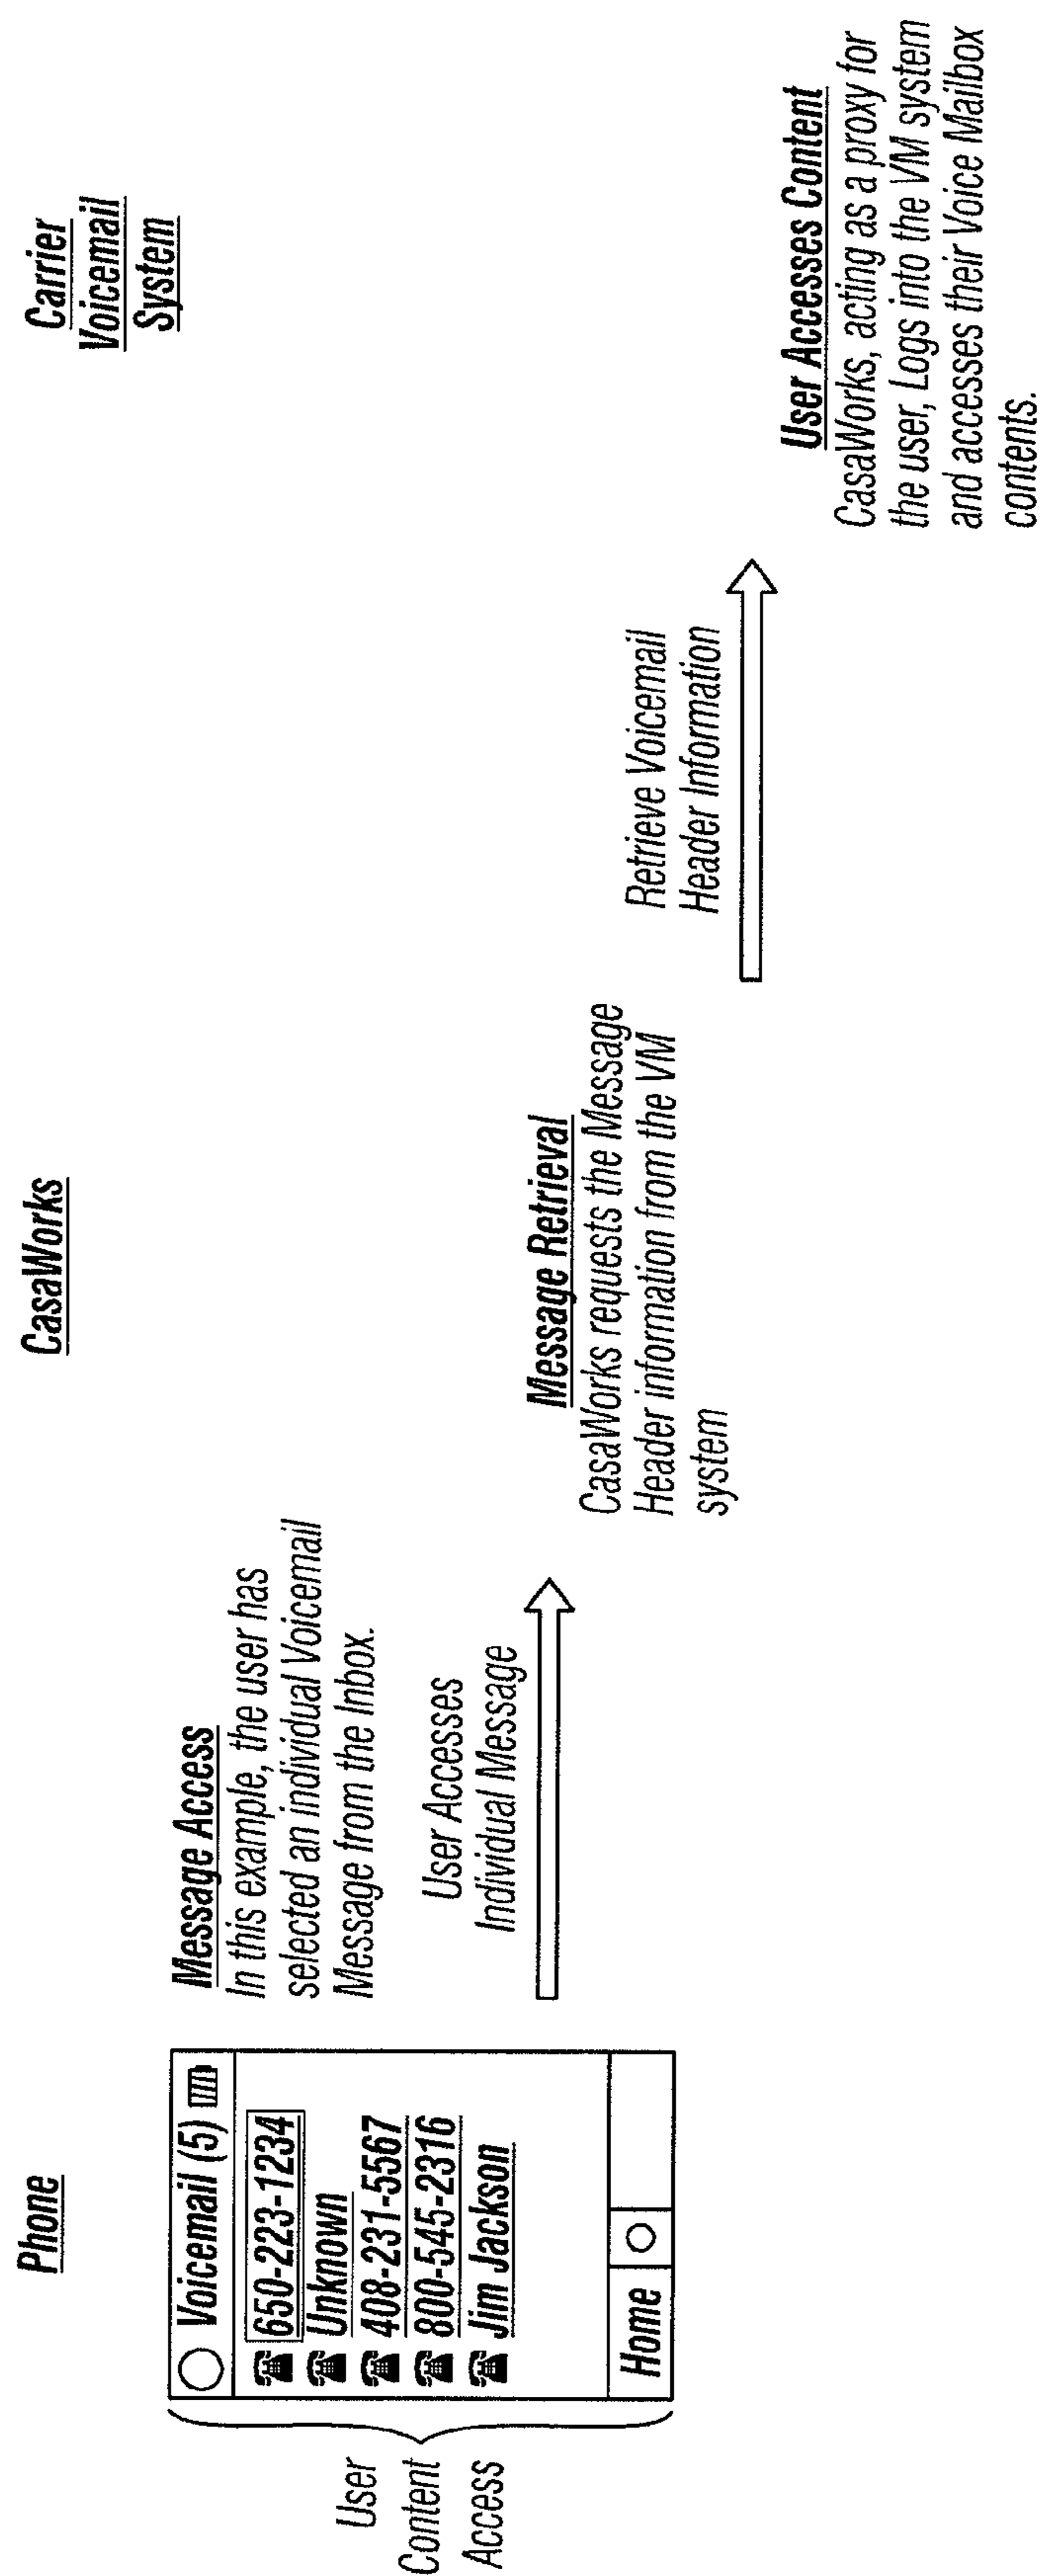 Phone
CasaWorks
Carrier
Voicemail
System
User
Content
Access
Voicemail (5)
650-223-1234
Unknown
408-231-5567
800-545-2316
Jim Jackson
Home
Message Access
In this example, the user has
selected an individual Voicemail
Message from the Inbox.
User Accesses
Individual Message
Message Retrieval
CasaWorks requests the Message
Header information from the VM
system
Retrieve Voicemail
Header Information
User Accesses Content
CasaWorks, acting as a proxy for
the user, Logs into the VM system
and accesses their Voice Mailbox
contents.